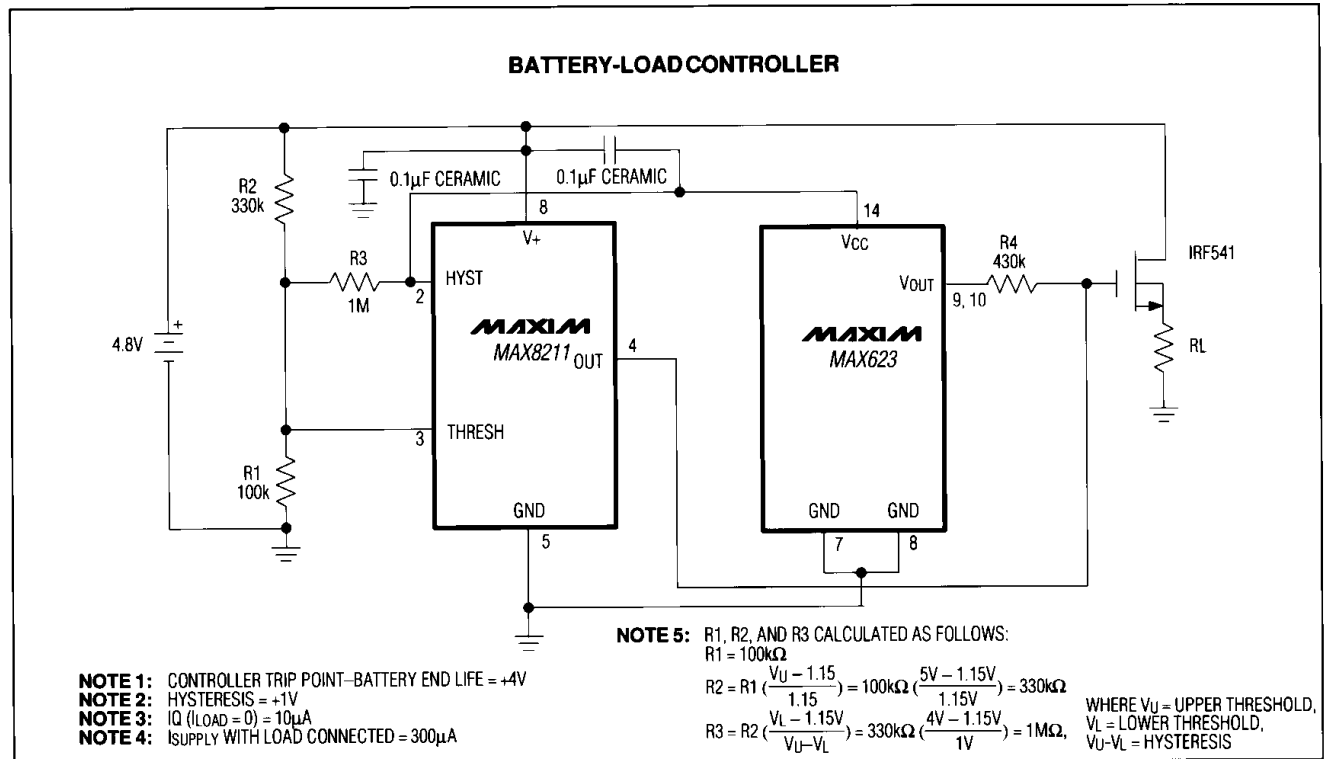 BATTERY-LOAD CONTROLLER
R2
330k
0.1µF CERAMIC
0.1µF CERAMIC
8
V+
14
VCC
R3
1M
HYST
2
R4
430k
VOUT
9, 10
IRF541
4.8V
+
MAXIM
MAX8211
OUT
4
MAXIM
MAX623
RL
3
THRESH
R1
100k
GND
5
GND
7
GND
8
NOTE 1: CONTROLLER TRIP POINT–BATTERY END LIFE = +4V
NOTE 2: HYSTERESIS = +1V
NOTE 3: IQ (ILOAD = 0) = 10µA
NOTE 4: ISUPPLY WITH LOAD CONNECTED = 300µA
NOTE 5: R1, R2, AND R3 CALCULATED AS FOLLOWS:
R1 = 100kΩ
R2 = R1 (VU – 1.15 / 1.15) = 100kΩ (5V – 1.15V / 1.15V) = 330kΩ
R3 = R2 (VL – 1.15V / VU–VL) = 330kΩ (4V – 1.15V / 1V) = 1MΩ,
WHERE VU = UPPER THRESHOLD,
VL = LOWER THRESHOLD,
VU-VL = HYSTERESIS